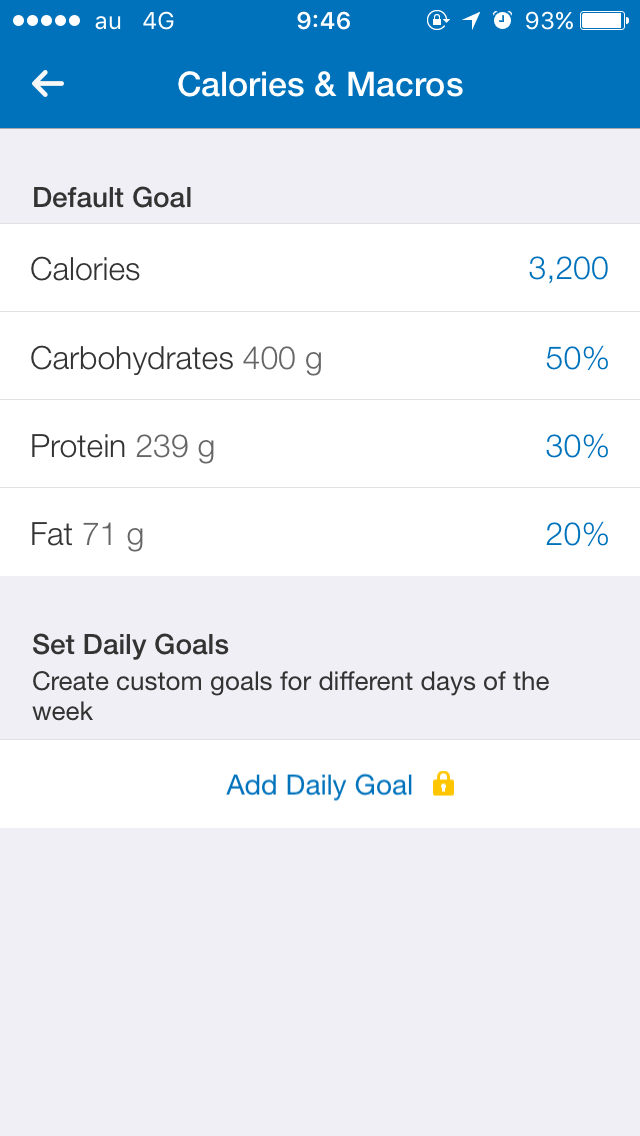 au 4G 9:46 93%
Calories & Macros
Default Goal
Calories 3,200
Carbohydrates 400 g 50%
Protein 239 g 30%
Fat 71 g 20%
Set Daily Goals
Create custom goals for different days of the
week
Add Daily Goal